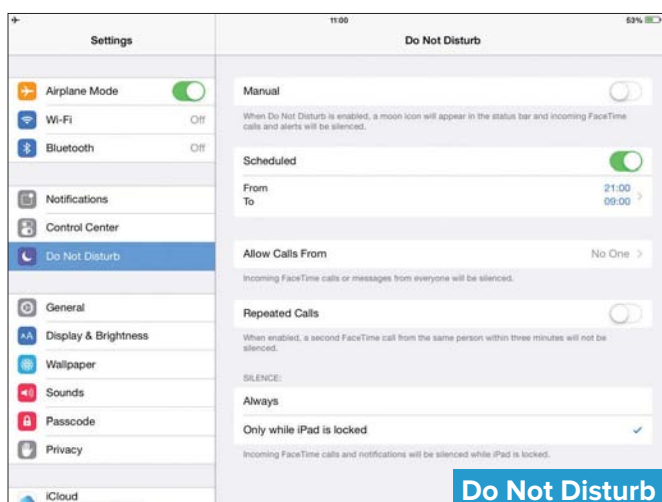 11:00
53%
Settings
Do Not Disturb
Airplane Mode
Wi-Fi
Off
Bluetooth
Off
Notifications
Control Center
Do Not Disturb
General
Display & Brightness
Wallpaper
Sounds
Passcode
Privacy
iCloud
Manual
When Do Not Disturb is enabled, a moon icon will appear in the status bar and incoming FaceTime
calls and alerts will be silenced.
Scheduled
From
21:00
To
09:00
Allow Calls From
No One
Incoming FaceTime calls or messages from everyone will be silenced.
Repeated Calls
When enabled, a second FaceTime call from the same person within three minutes will not be
silenced.
SILENCE:
Always
Only while iPad is locked
Incoming FaceTime calls and notifications will be silenced while iPad is locked.
Do Not Disturb